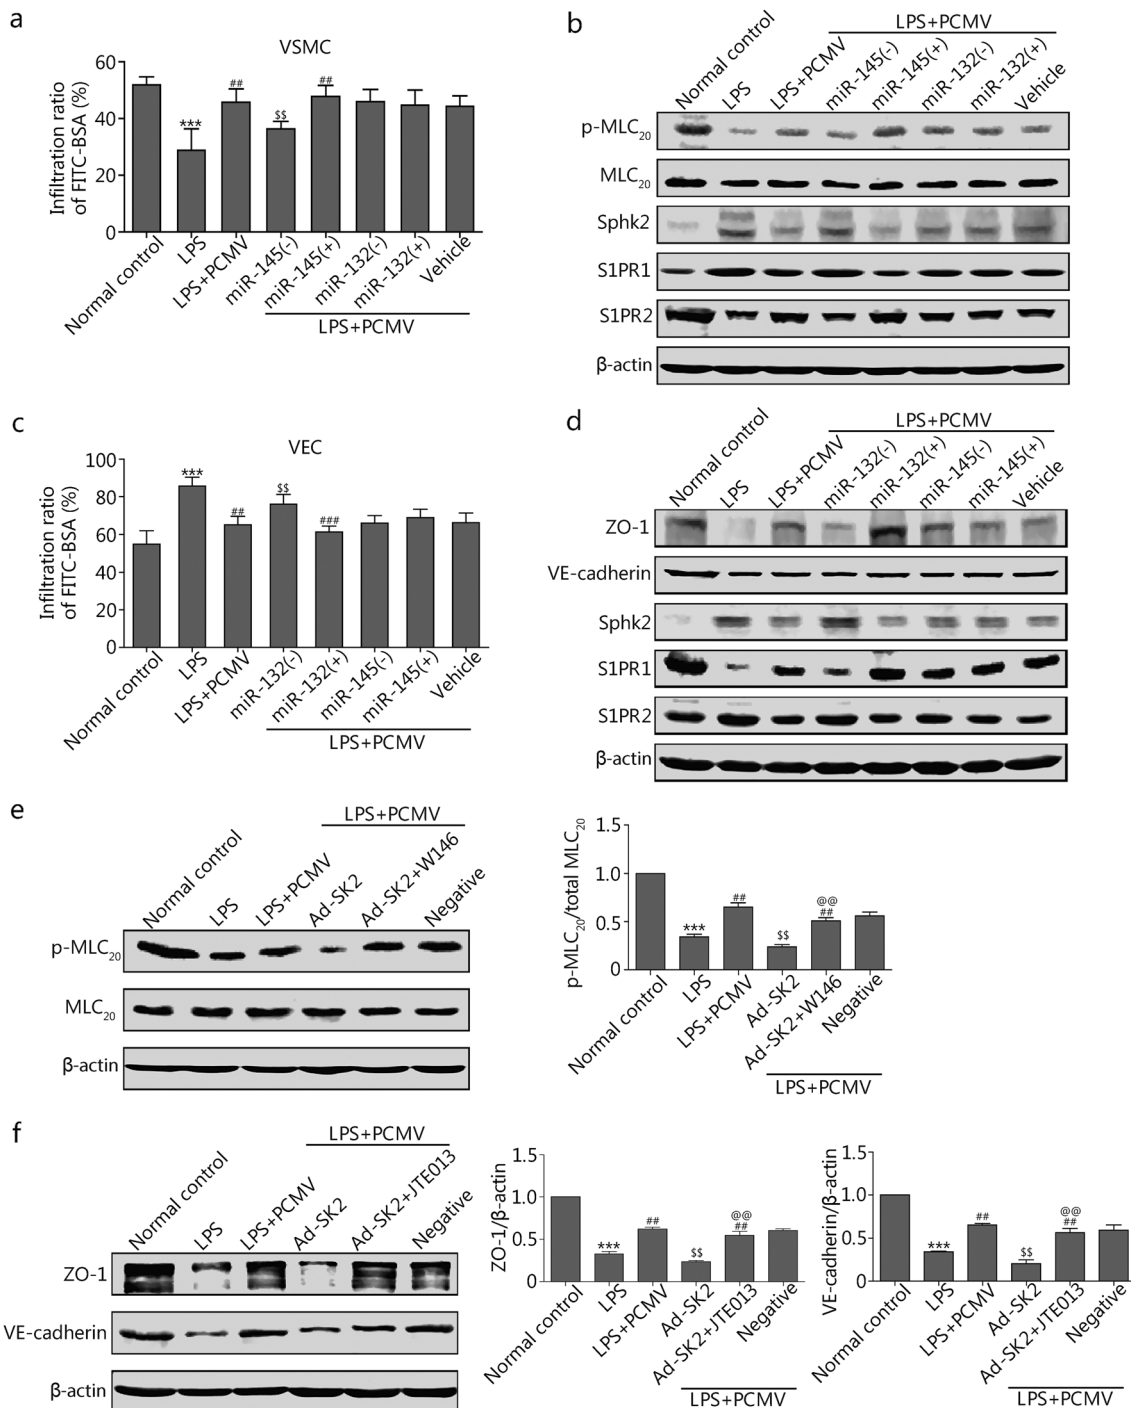 a
VSMC
Infiltration ratio
of FITC-BSA (%)
60
40
20
0
***
##
$$
##
Normal control
LPS
LPS+PCMV
miR-145(-)
miR-145(+)
miR-132(-)
miR-132(+)
Vehicle
LPS+PCMV
b
LPS+PCMV
Normal control
LPS
LPS+PCMV
miR-145(-)
miR-145(+)
miR-132(-)
miR-132(+)
Vehicle
p-MLC20
MLC20
Sphk2
S1PR1
S1PR2
β-actin
c
VEC
Infiltration ratio
of FITC-BSA (%)
100
80
60
40
20
0
***
##
$$
###
Normal control
LPS
LPS+PCMV
miR-132(-)
miR-132(+)
miR-145(-)
miR-145(+)
Vehicle
LPS+PCMV
d
LPS+PCMV
Normal control
LPS
LPS+PCMV
miR-132(-)
miR-132(+)
miR-145(-)
miR-145(+)
Vehicle
ZO-1
VE-cadherin
Sphk2
S1PR1
S1PR2
β-actin
e
LPS+PCMV
Normal control
LPS
LPS+PCMV
Ad-SK2
Ad-SK2+W146
Negative
p-MLC20
MLC20
β-actin
p-MLC20/total MLC20
1.5
1.0
0.5
0
***
##
$$
@@
##
Normal control
LPS
LPS+PCMV
Ad-SK2
Ad-SK2+W146
Negative
LPS+PCMV
f
LPS+PCMV
Normal control
LPS
LPS+PCMV
Ad-SK2
Ad-SK2+JTE013
Negative
ZO-1
VE-cadherin
β-actin
ZO-1/β-actin
1.5
1.0
0.5
0
***
##
$$
@@
##
Normal control
LPS
LPS+PCMV
Ad-SK2
Ad-SK2+JTE013
Negative
LPS+PCMV
VE-cadherin/β-actin
1.5
1.0
0.5
0
***
##
$$
@@
##
Normal control
LPS
LPS+PCMV
Ad-SK2
Ad-SK2+JTE013
Negative
LPS+PCMV